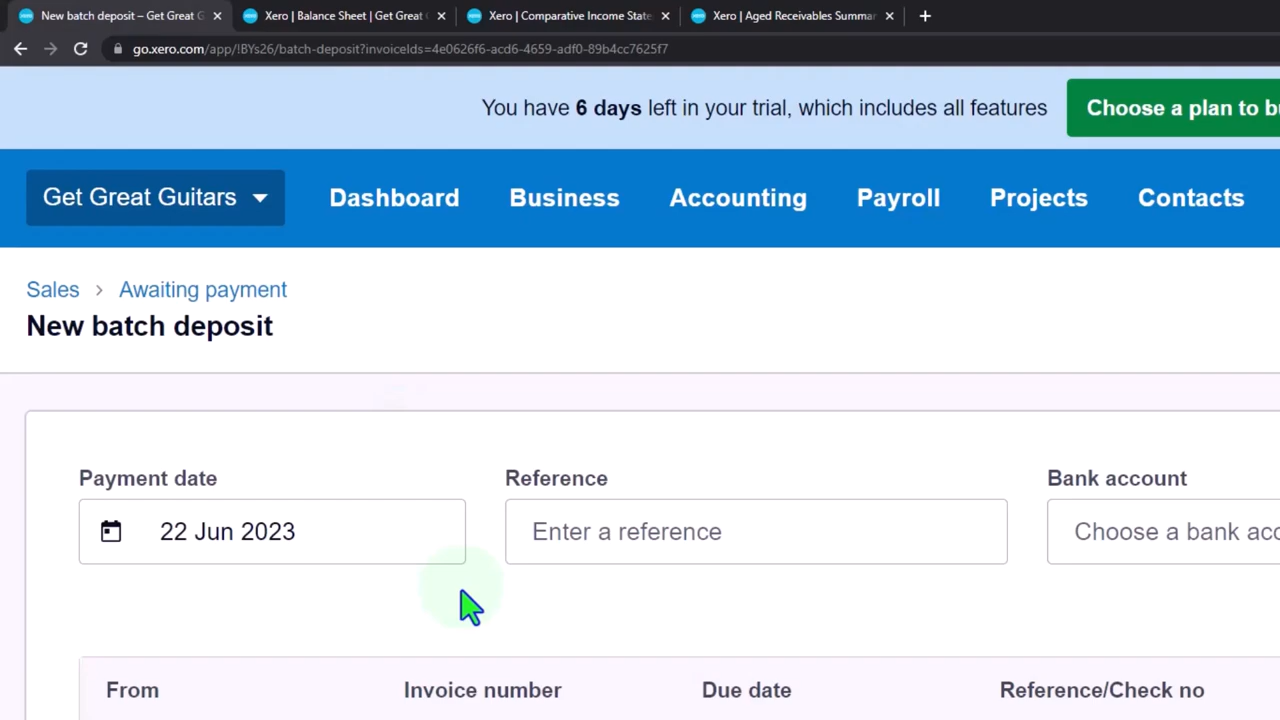 New batch deposit – Get Great G
Xero | Balance Sheet | Get Great
Xero | Comparative Income State
Xero | Aged Receivables Summar
go.xero.com/app/!BYs26/batch-deposit?invoiceIds=4e0626f6-acd6-4659-adf0-89b4cc7625f7
You have 6 days left in your trial, which includes all features
Choose a plan to bu
Get Great Guitars
Dashboard
Business
Accounting
Payroll
Projects
Contacts
Sales > Awaiting payment
New batch deposit
Payment date
Reference
Bank account
22 Jun 2023
Enter a reference
Choose a bank acc
From
Invoice number
Due date
Reference/Check no